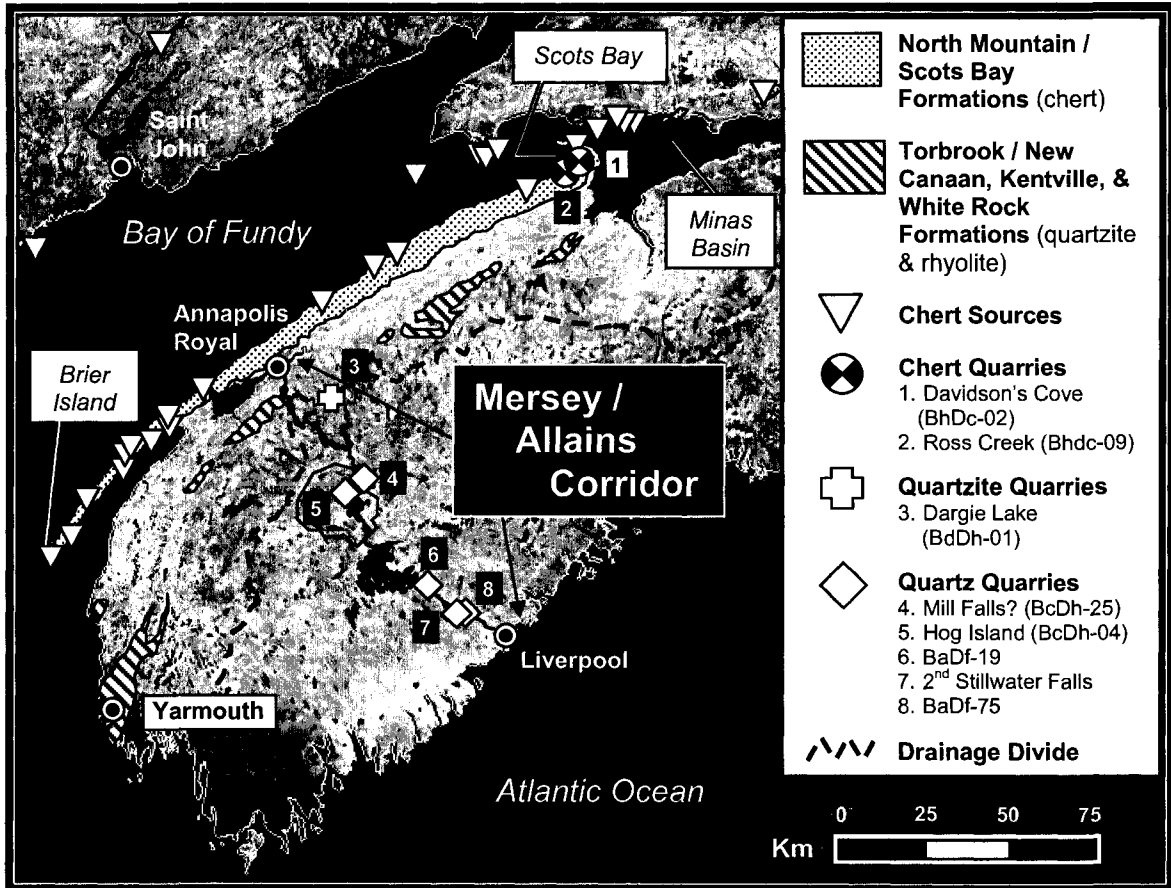 Scots Bay
Saint
John
1
2
Bay of Fundy
Minas
Basin
Annapolis
Royal
3
Brier
Island
Mersey /
Allains
Corridor
4
5
6
8
7
Liverpool
Yarmouth
Atlantic Ocean
North Mountain /
Scots Bay
Formations (chert)
Torbrook / New
Canaan, Kentville, &
White Rock
Formations (quartzite
& rhyolite)
Chert Sources
Chert Quarries
1. Davidson's Cove
(BhDc-02)
2. Ross Creek (Bhdc-09)
Quartzite Quarries
3. Dargie Lake
(BdDh-01)
Quartz Quarries
4. Mill Falls? (BcDh-25)
5. Hog Island (BcDh-04)
6. BaDf-19
7. 2nd Stillwater Falls
8. BaDf-75
Drainage Divide
0 25 50 75
Km